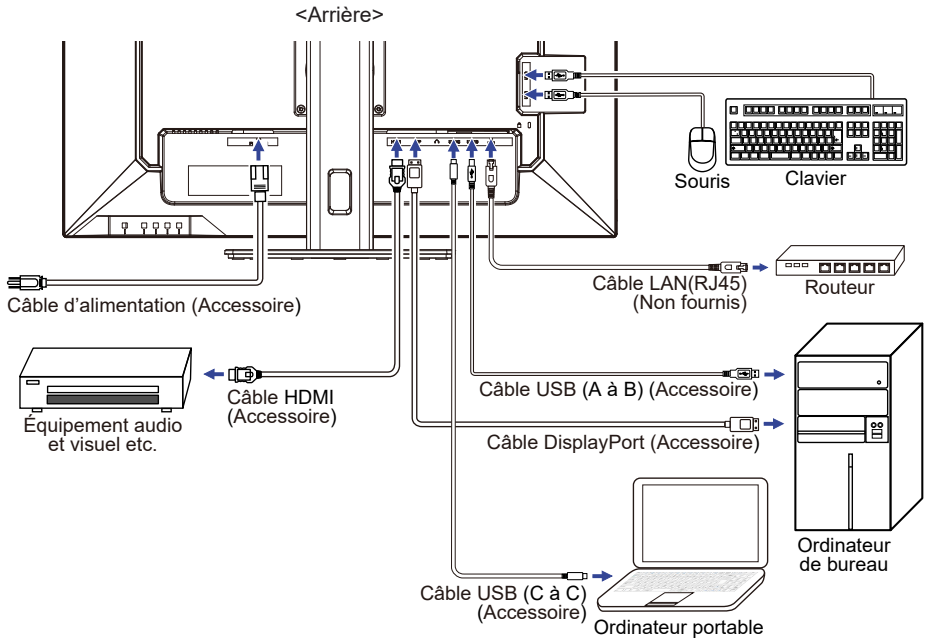 <Arrière>
Souris
Clavier
Câble LAN(RJ45)
(Non fournis)
Routeur
Câble d’alimentation (Accessoire)
Câble HDMI
(Accessoire)
Équipement audio
et visuel etc.
Câble USB (A à B) (Accessoire)
Câble DisplayPort (Accessoire)
Ordinateur
de bureau
Câble USB (C à C)
(Accessoire)
Ordinateur portable